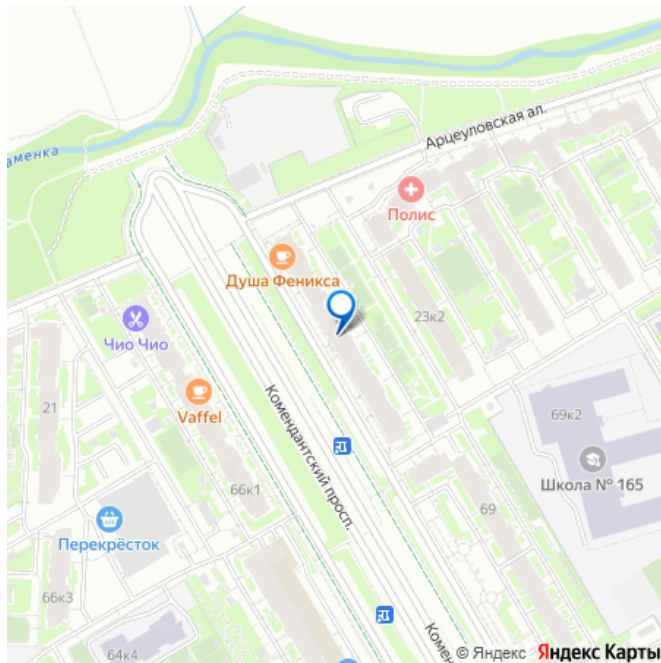 аменка
Арцеуловская ал.
Полис
Душа Феникса
23к2
Чио Чио
Vaffel
21
Комендантский просп.
69к2
Школа № 165
66к1
69
Перекрёсток
66к3
64к4
Комен
© Яндекс Яндекс Карты